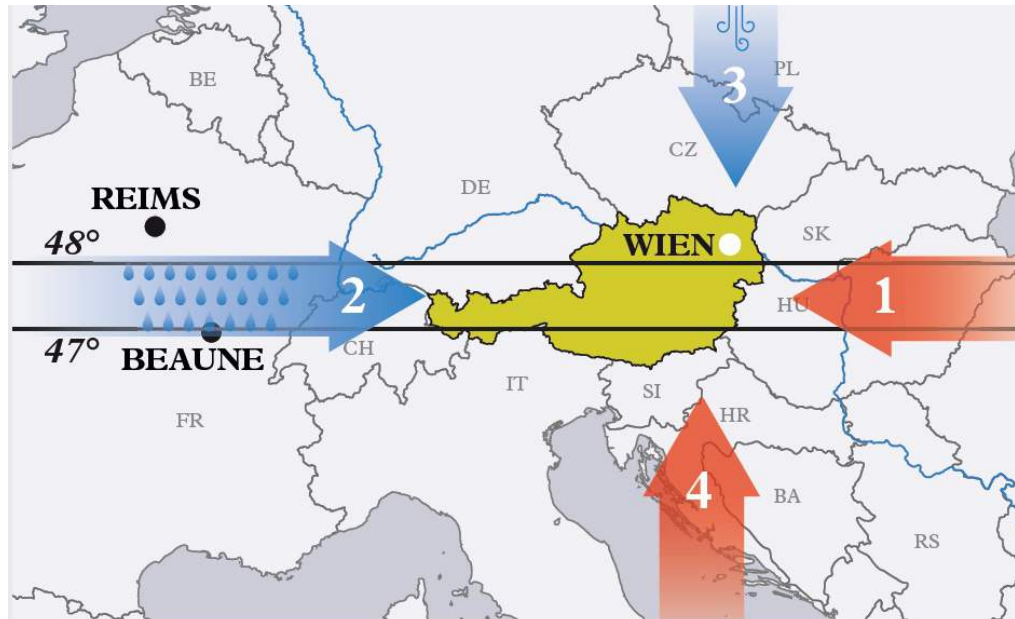 BE
3
PL
CZ
DE
REIMS
48°
WIEN
SK
2
HU
1
47°
BEAUNE
CH
IT
SI
HR
FR
4
BA
RS